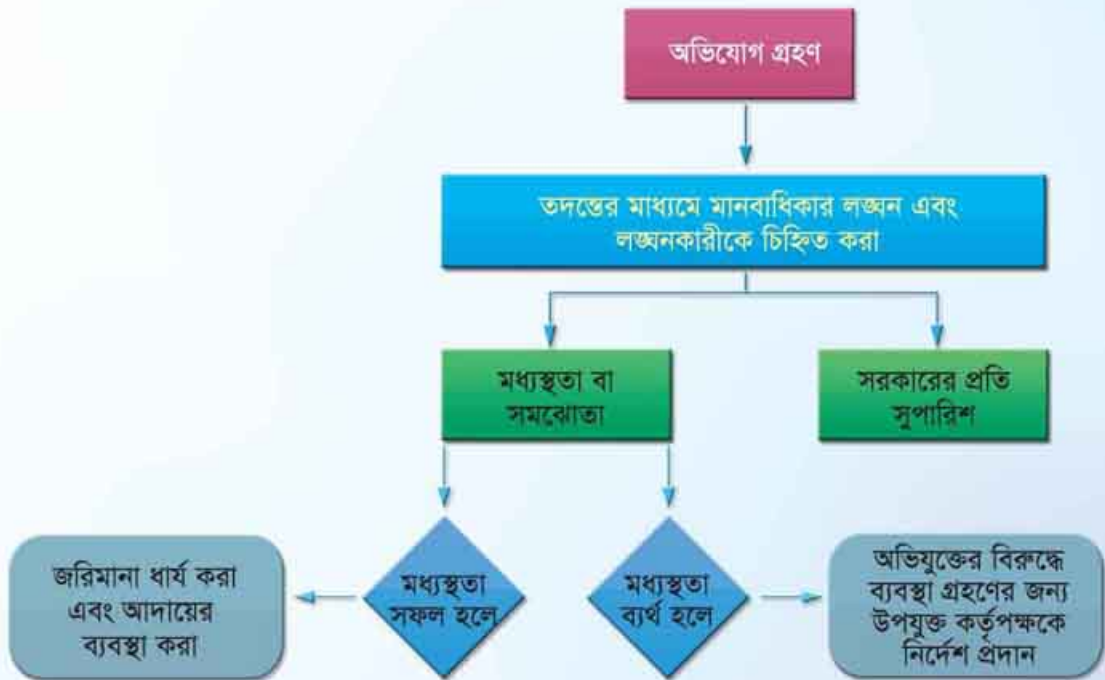 অভিযোগ গ্রহণ
তদন্তের মাধ্যমে মানবাধিকার লঙ্ঘন এবং
লঙ্ঘনকারীকে চিহ্নিত করা
মধ্যস্থতা বা
সমঝোতা
সরকারের প্রতি
সুপারিশ
জরিমানা ধার্য করা
এবং আদায়ের
ব্যবস্থা করা
মধ্যস্থতা
সফল হলে
মধ্যস্থতা
ব্যর্থ হলে
অভিযুক্তের বিরুদ্ধে
ব্যবস্থা গ্রহণের জন্য
উপযুক্ত কর্তৃপক্ষকে
নির্দেশ প্রদান